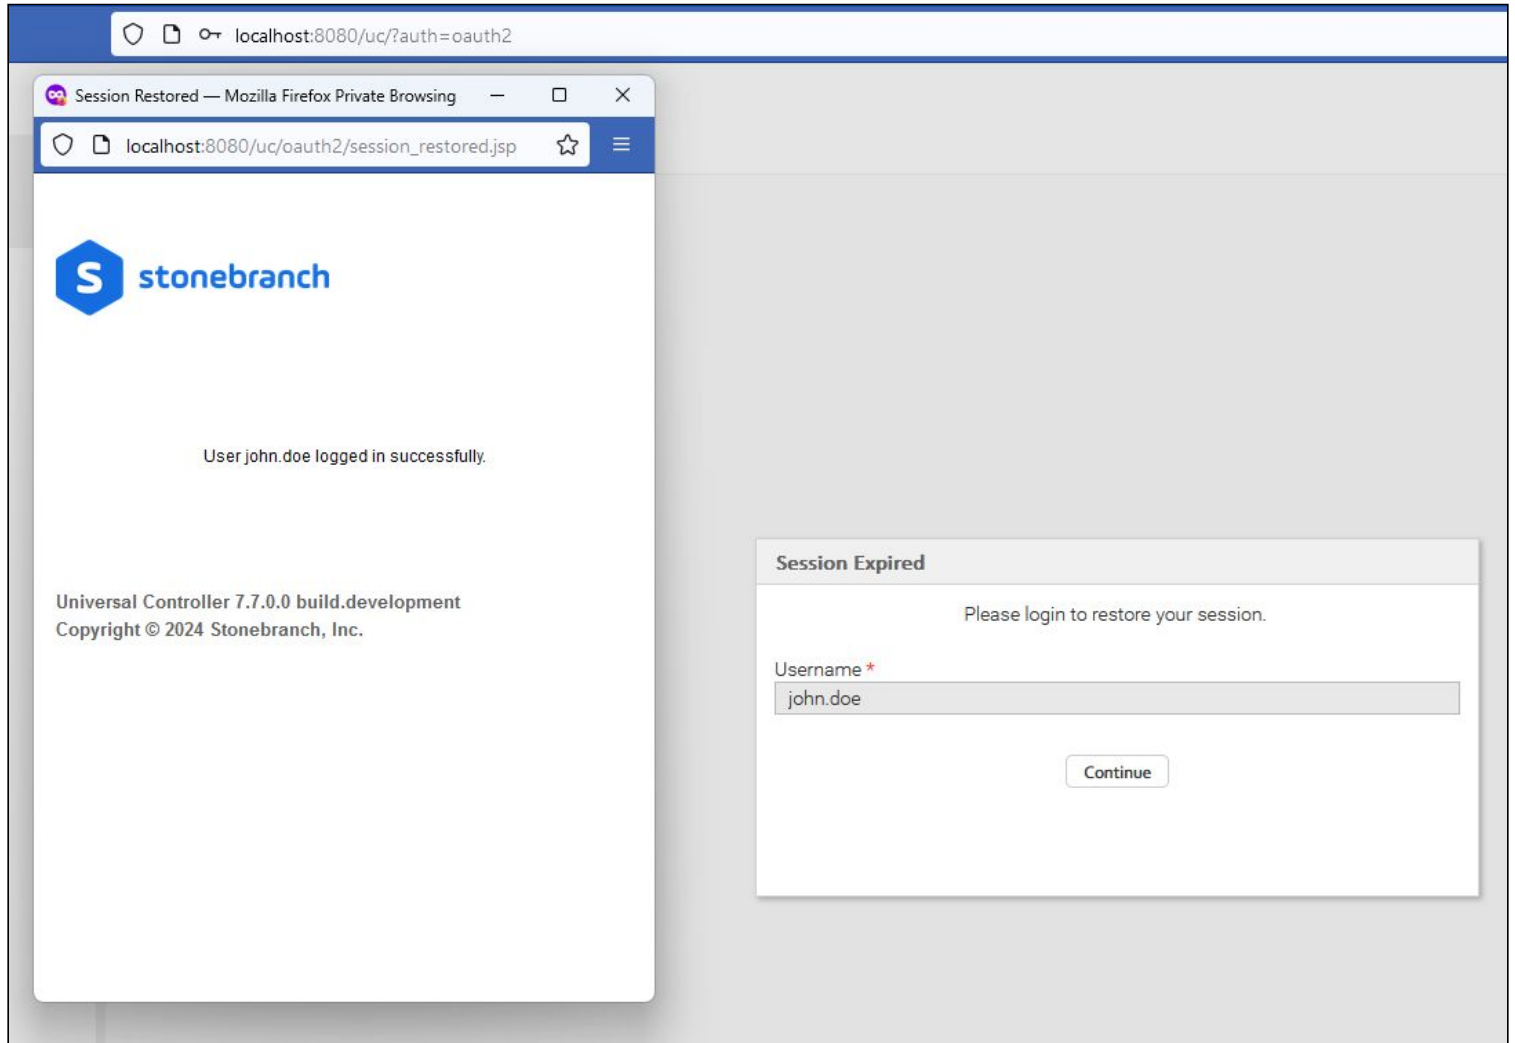 localhost:8080/uc/?auth=oauth2
Session Restored — Mozilla Firefox Private Browsing
localhost:8080/uc/oauth2/session_restored.jsp
S stonebranch
User john.doe logged in successfully.
Universal Controller 7.7.0.0 build.development
Copyright © 2024 Stonebranch, Inc.
Session Expired
Please login to restore your session.
Username *
john.doe
Continue